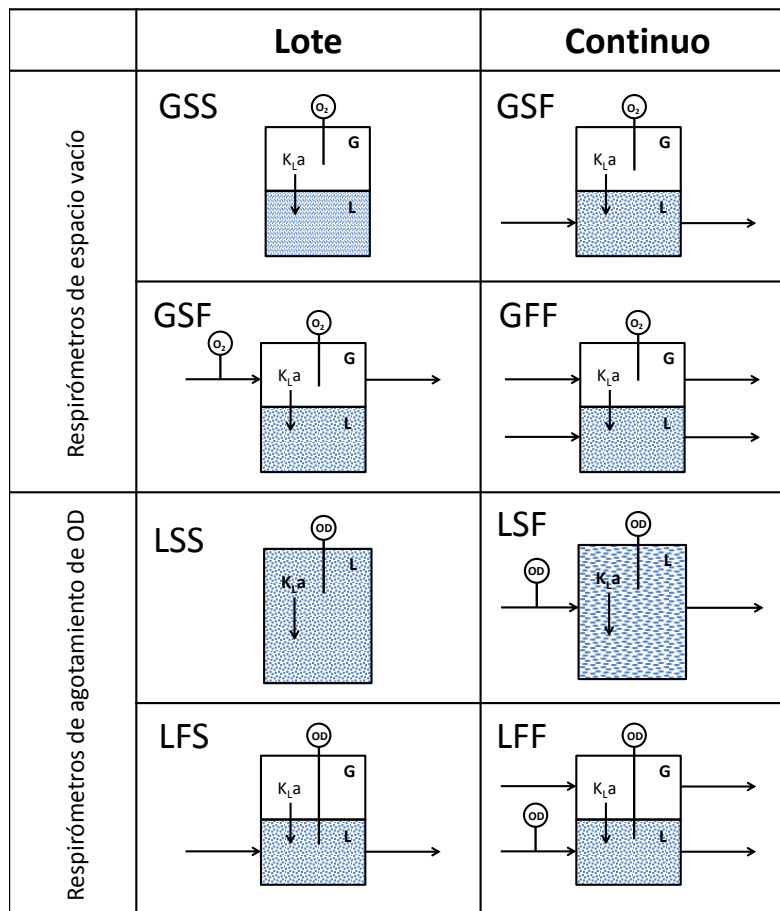 Lote
Continuo
Respirómetros de espacio vacío
GSS
O2
G
KLa
L
GSF
O2
G
KLa
L
GSF
O2
O2
G
KLa
L
GFF
O2
G
KLa
L
Respirómetros de agotamiento de OD
LSS
OD
L
KLa
LSF
OD
OD
L
KLa
LFS
OD
G
KLa
L
LFF
OD
OD
G
KLa
L